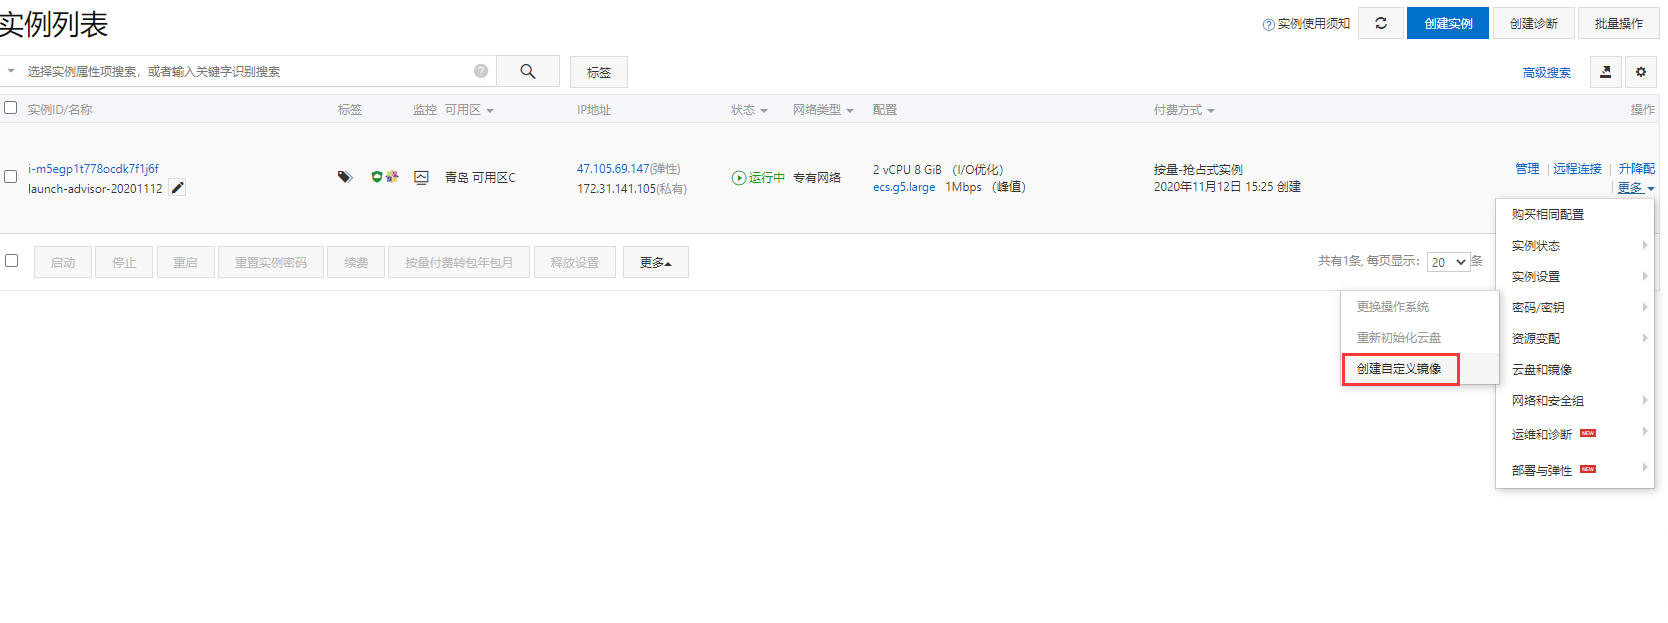 实例列表
实例使用须知
创建实例
创建诊断
批量操作
选择实例属性项搜索，或者输入关键字识别搜索
标签
高级搜索
实例ID/名称 标签 监控 可用区 IP地址 状态 网络类型 配置 付费方式 操作
i-m5egp1t778ocdk7f1j6f
launch-advisor-20201112
青岛 可用区C
47.105.69.147(弹性)
172.31.141.105(私有)
运行中
专有网络
2 vCPU 8 GiB （I/O优化）
ecs.g5.large 1Mbps （峰值）
按量-抢占式实例
2020年11月12日 15:25 创建
管理 | 远程连接 | 升降配
| 更多
启动 停止 重启 重置实例密码 续费 按量付费转包年包月 释放设置 更多
共有1条, 每页显示: 20 条
购买相同配置
实例状态
实例设置
密码/密钥
资源变配
云盘和镜像
网络和安全组
运维和诊断 NEW
部署与弹性 NEW
更换操作系统
重新初始化云盘
创建自定义镜像